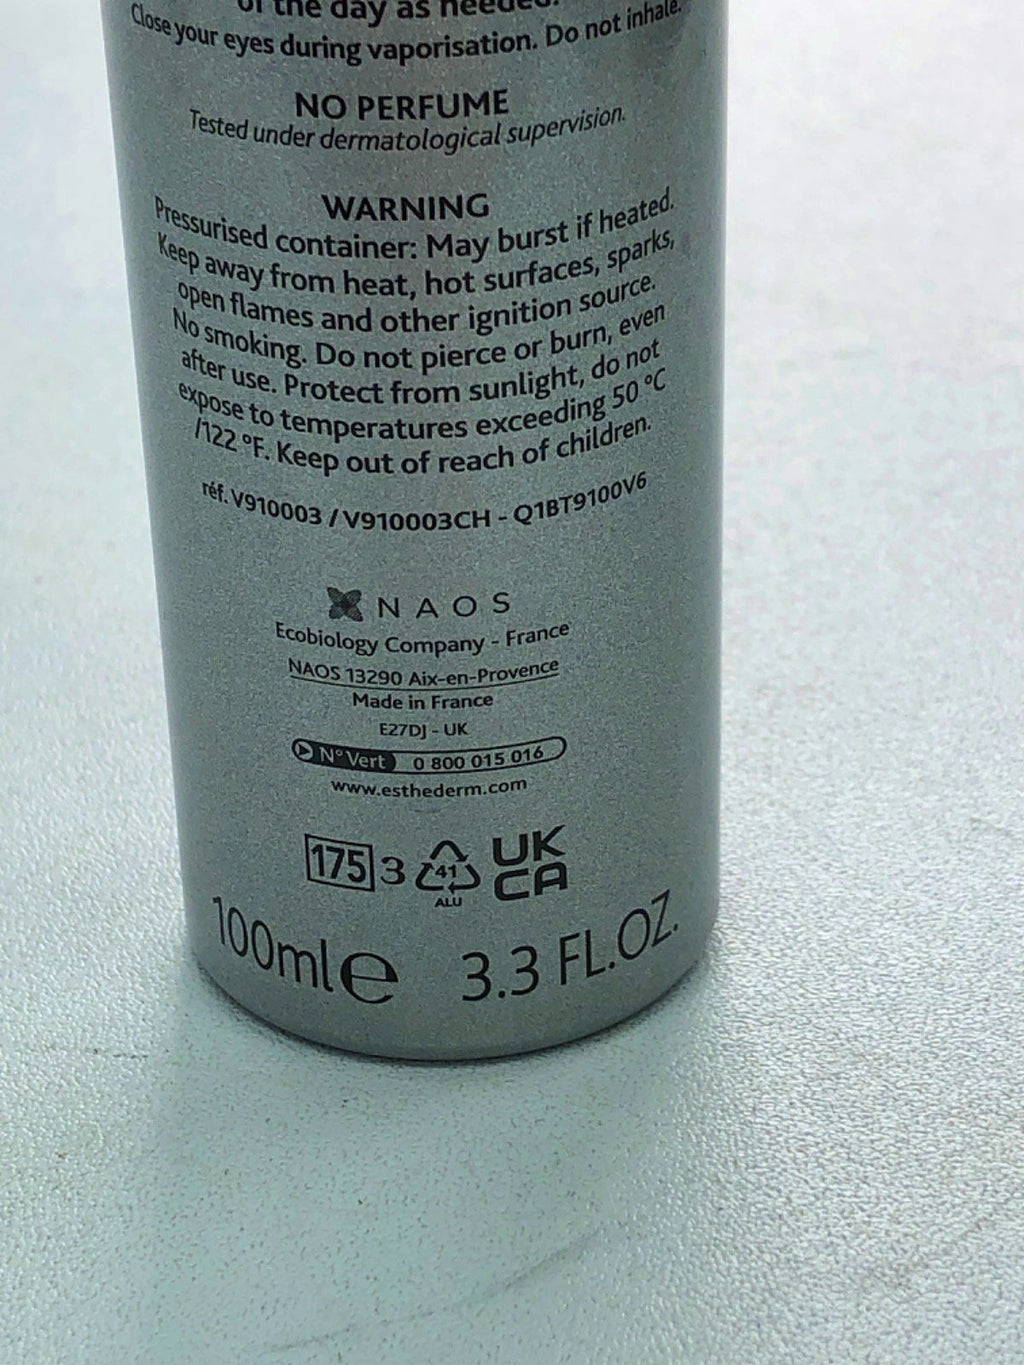 of the day as needed.
Close your eyes during vaporisation. Do not inhale.
NO PERFUME
Tested under dermatological supervision.
WARNING
Pressurised container: May burst if heated.
Keep away from heat, hot surfaces, sparks,
open flames and other ignition source.
No smoking. Do not pierce or burn, even
after use. Protect from sunlight, do not
expose to temperatures exceeding 50 °C
/122 °F. Keep out of reach of children.
réf. V910003 / V910003CH - Q1BT9100V6
NAOS
Ecobiology Company - France
NAOS 13290 Aix-en-Provence
Made in France
E27DJ - UK
N° Vert 0 800 015 016
www.esthederm.com
175 3 41 UK
ALU CA
100ml e 3.3 FL.OZ.